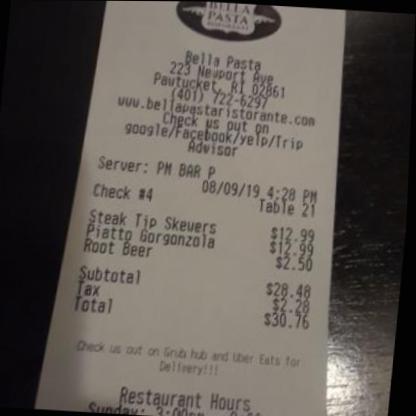 BELLA
PASTA
Bella Pasta
223 Newport Ave
Pawtucket, RI 02861
(401) 722-6297
www.bellapastaristorante.com
Check us out on
google/Facebook/yelp/Trip
Advisor
Server: PM BAR P
08/09/19 4:28 PM
Check #4 Table 21
Steak Tip Skewers $12.99
Piatto Gorgonzola $12.99
Root Beer $2.50
Subtotal $28.48
Tax $2.28
Total $30.76
Check us out on Grub hub and Uber Eats for
Delivery!!!
Restaurant Hours
Sunday: